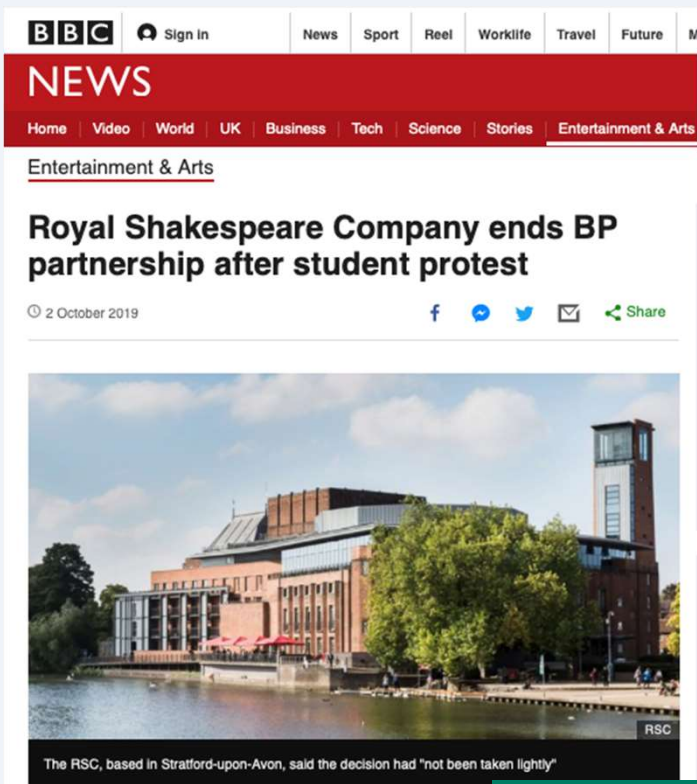 BBC Sign in News Sport Reel Worklife Travel Future M
NEWS
Home Video World UK Business Tech Science Stories Entertainment & Arts
Entertainment & Arts
Royal Shakespeare Company ends BP
partnership after student protest
2 October 2019 Share
RSC
The RSC, based in Stratford-upon-Avon, said the decision had "not been taken lightly"